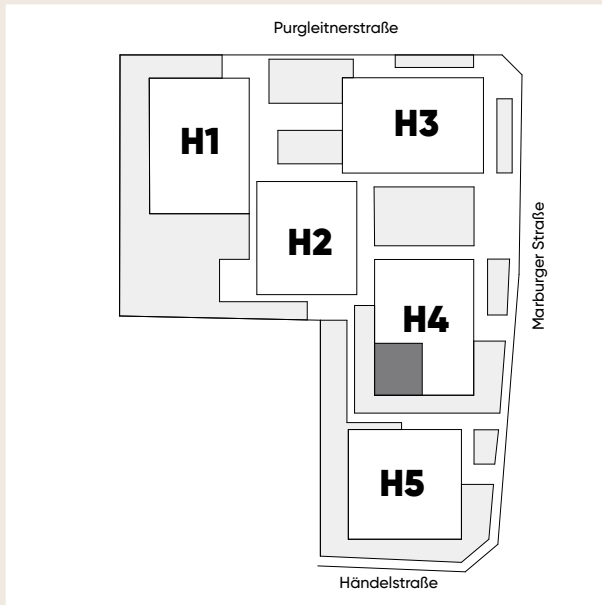 Purgleitnerstraße
H1
H3
H2
Marburger Straße
H4
H5
Händelstraße